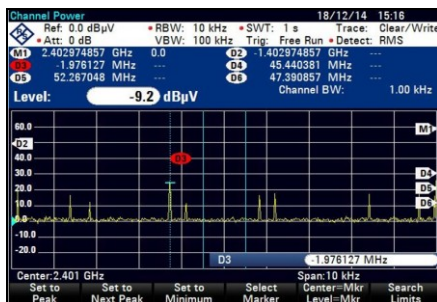 Channel Power 18/12/14 15:16
Ref: 0.0 dBµV • RBW: 10 kHz • SWT: 1 s Trace: Clear/Write
• Att: 0 dB VBW: 100 kHz Trig: Free Run • Detect: RMS
M1 2.402974857 GHz 0.0 D2 -1.402974857 GHz ---
D3 -1.976127 MHz --- D4 45.440381 MHz ---
D5 52.267048 MHz --- D6 47.390857 MHz ---
Level: -9.2 dBµV Channel BW: 1.00 kHz
60.0 M1
D2
40.0 D3
30.0 D4
20.0 D5
10.0 D6
0.0
-10.0
-20.0
D3 -1.976127 MHz
Center:2.401 GHz Span:10 kHz
Set to Peak
Set to Next Peak
Set to Minimum
Select Marker
Center=Mkr Level=Mkr
Search Limits